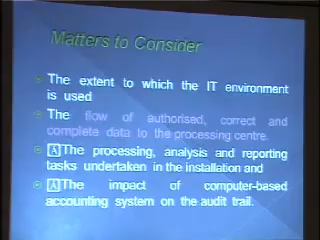 Matters to Consider
The extent to which the IT environment
is used
The flow of authorised, correct and
complete data to the processing centre.
AThe processing, analysis and reporting
tasks undertaken in the installation and
AThe impact of computer-based
accounting system on the audit trail.